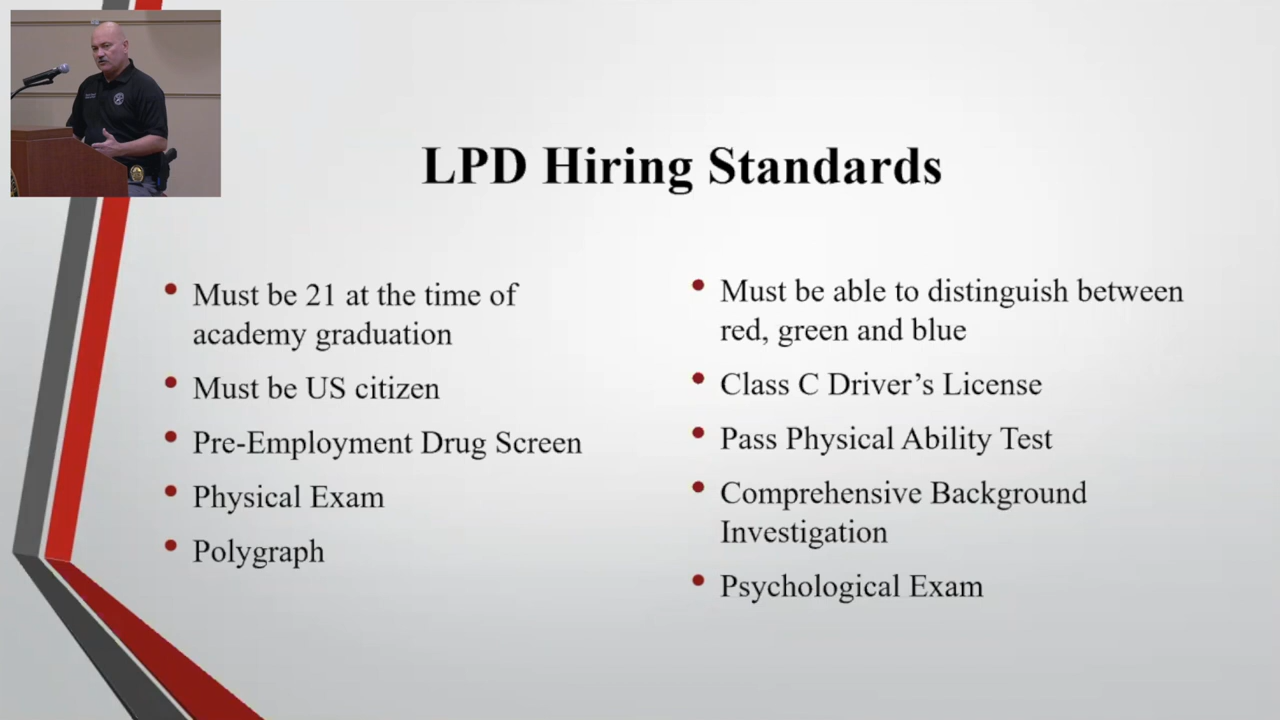 LPD Hiring Standards
Must be 21 at the time of
academy graduation
Must be US citizen
Pre-Employment Drug Screen
Physical Exam
Polygraph
Must be able to distinguish between
red, green and blue
Class C Driver’s License
Pass Physical Ability Test
Comprehensive Background
Investigation
Psychological Exam